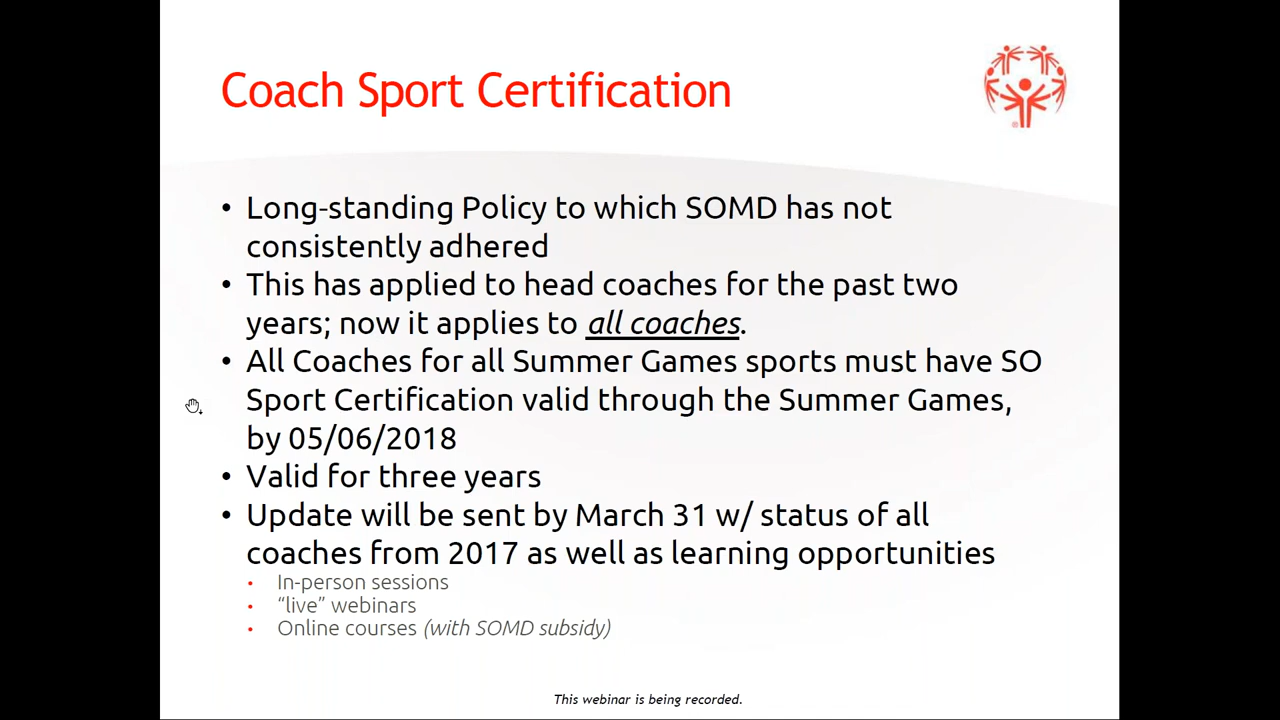 Coach Sport Certification
• Long-standing Policy to which SOMD has not
consistently adhered
• This has applied to head coaches for the past two
years; now it applies to all coaches.
• All Coaches for all Summer Games sports must have SO
Sport Certification valid through the Summer Games,
by 05/06/2018
• Valid for three years
• Update will be sent by March 31 w/ status of all
coaches from 2017 as well as learning opportunities
• In-person sessions
• “live” webinars
• Online courses (with SOMD subsidy)
This webinar is being recorded.